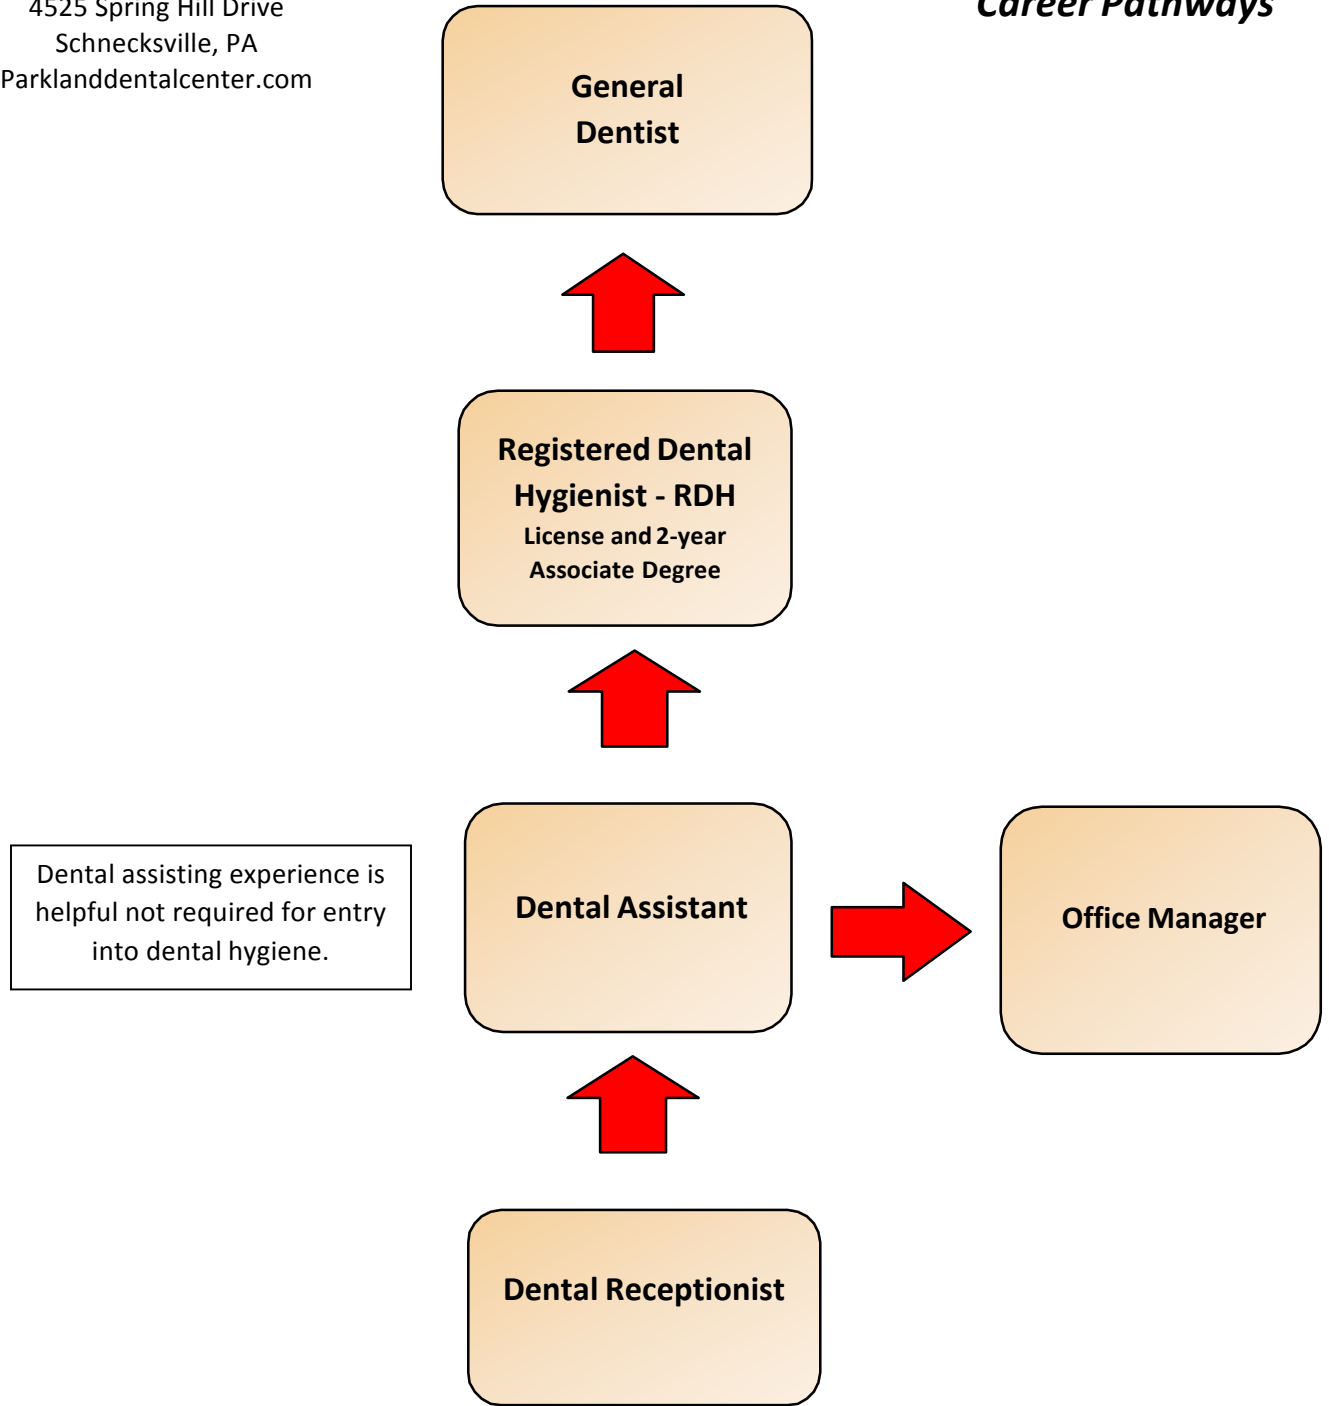 4525 Spring Hill Drive
Schnecksville, PA
Parklanddentalcenter.com
Career Pathways
General
Dentist
Registered Dental
Hygienist - RDH
License and 2-year
Associate Degree
Dental assisting experience is
helpful not required for entry
into dental hygiene.
Dental Assistant
Office Manager
Dental Receptionist